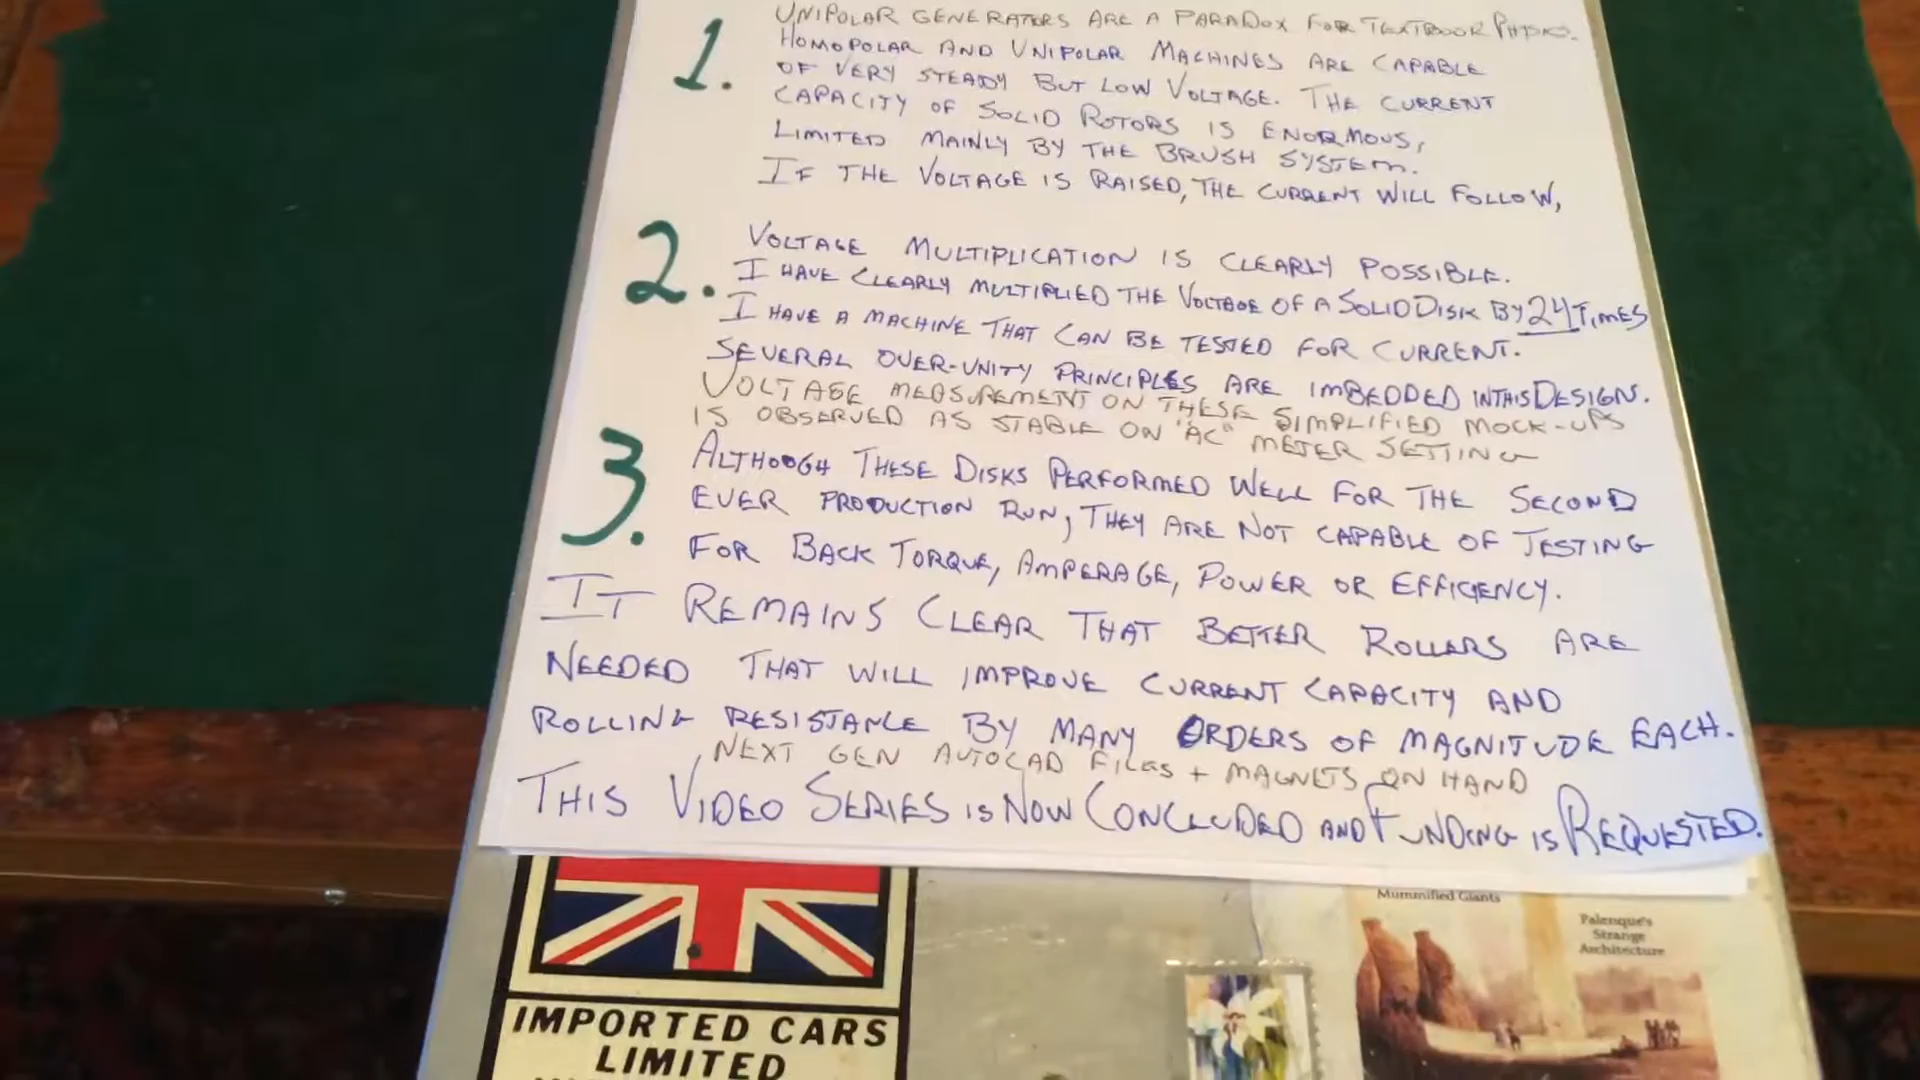 1. UNIPOLAR GENERATORS ARE A PARADOX FOR TEXTBOOK PHYSICS.
HOMOPOLAR AND UNIPOLAR MACHINES ARE CAPABLE
OF VERY STEADY BUT LOW VOLTAGE. THE CURRENT
CAPACITY OF SOLID ROTORS IS ENORMOUS,
LIMITED MAINLY BY THE BRUSH SYSTEM.
IF THE VOLTAGE IS RAISED, THE CURRENT WILL FOLLOW,
2. VOLTAGE MULTIPLICATION IS CLEARLY POSSIBLE.
I HAVE CLEARLY MULTIPLIED THE VOLTAGE OF A SOLID DISK BY 24 TIMES
I HAVE A MACHINE THAT CAN BE TESTED FOR CURRENT.
SEVERAL OVER-UNITY PRINCIPLES ARE IMBEDDED IN THIS DESIGN.
VOLTAGE MEASUREMENT ON THESE SIMPLIFIED MOCK-UPS
IS OBSERVED AS STABLE ON "AC" METER SETTING
3. ALTHOUGH THESE DISKS PERFORMED WELL FOR THE SECOND
EVER PRODUCTION RUN, THEY ARE NOT CAPABLE OF TESTING
FOR BACK TORQUE, AMPERAGE, POWER OR EFFICIENCY.
IT REMAINS CLEAR THAT BETTER ROLLERS ARE
NEEDED THAT WILL IMPROVE CURRENT CAPACITY AND
ROLLING RESISTANCE BY MANY ORDERS OF MAGNITUDE EACH.
NEXT GEN AUTOCAD FILES + MAGNETS ON HAND
THIS VIDEO SERIES IS NOW CONCLUDED AND FUNDING IS REQUESTED.
Mummified Giants
Palenque's
Strange
Architecture
IMPORTED CARS
LIMITED